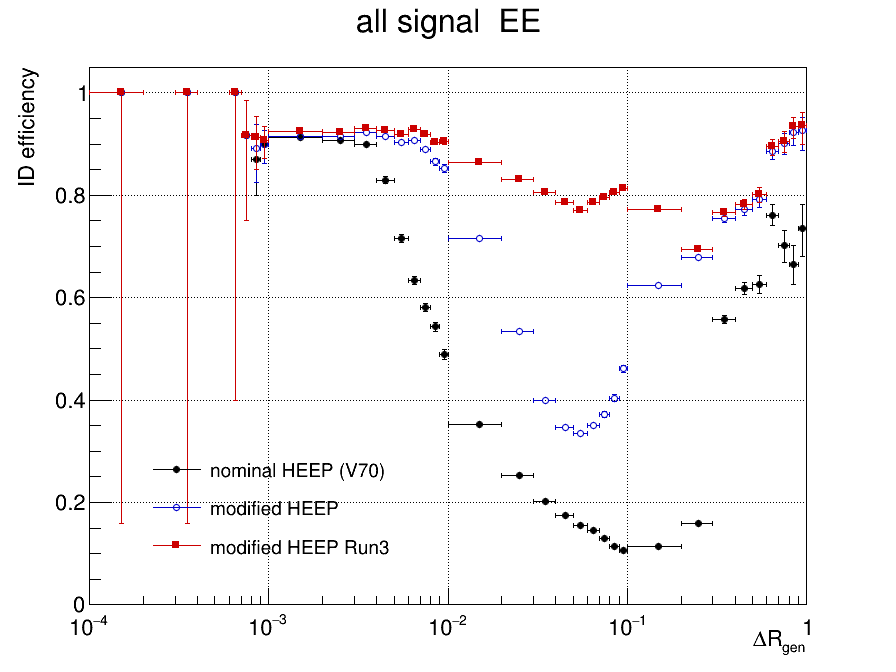 all signal EE
ID efficiency
1
0.8
0.6
0.4
0.2
0
nominal HEEP (V70)
modified HEEP
modified HEEP Run3
10⁻⁴ 10⁻³ 10⁻² 10⁻¹ 1
ΔR_gen